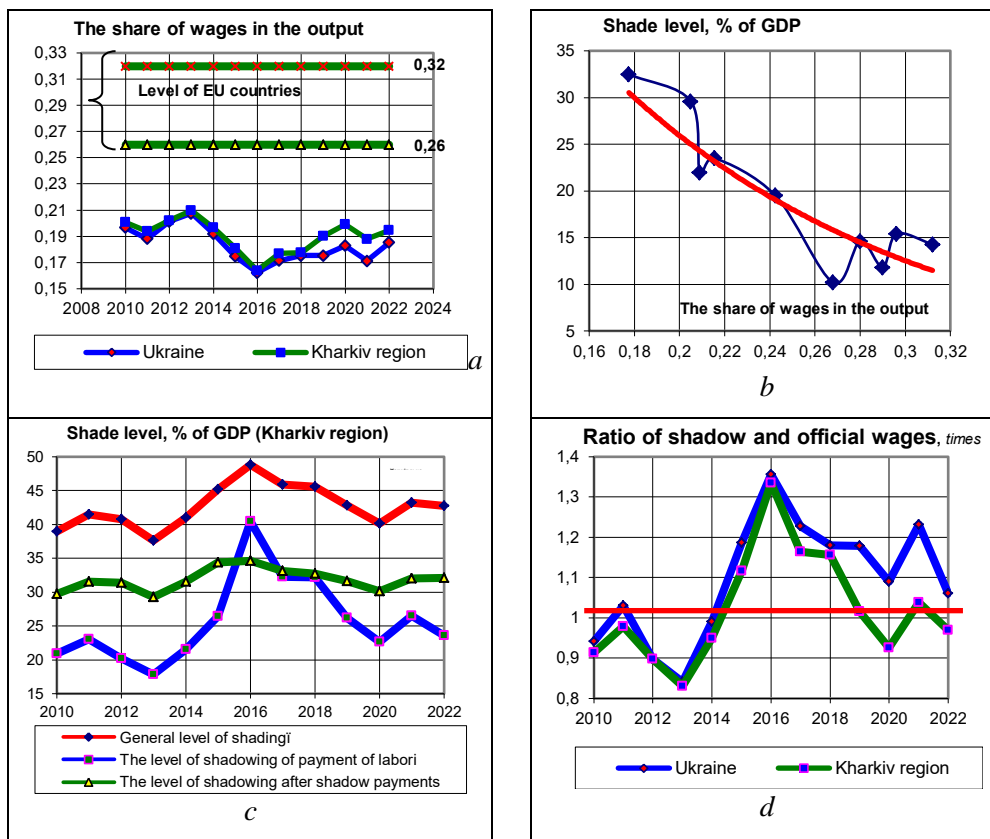 The share of wages in the output
0,33
0,31
0,29
0,27
0,25
0,23
0,21
0,19
0,17
0,15
0,32
Level of EU countries
0,26
2008 2010 2012 2014 2016 2018 2020 2022 2024
Ukraine Kharkiv region
a
Shade level, % of GDP
35
30
25
20
15
10
5
The share of wages in the output
0,16 0,18 0,2 0,22 0,24 0,26 0,28 0,3 0,32
b
Shade level, % of GDP (Kharkiv region)
50
45
40
35
30
25
20
15
2010 2012 2014 2016 2018 2020 2022
General level of shadingї
The level of shadowing of payment of labori
The level of shadowing after shadow payments
c
Ratio of shadow and official wages, times
1,4
1,3
1,2
1,1
1
0,9
0,8
2010 2012 2014 2016 2018 2020 2022
Ukraine Kharkiv region
d